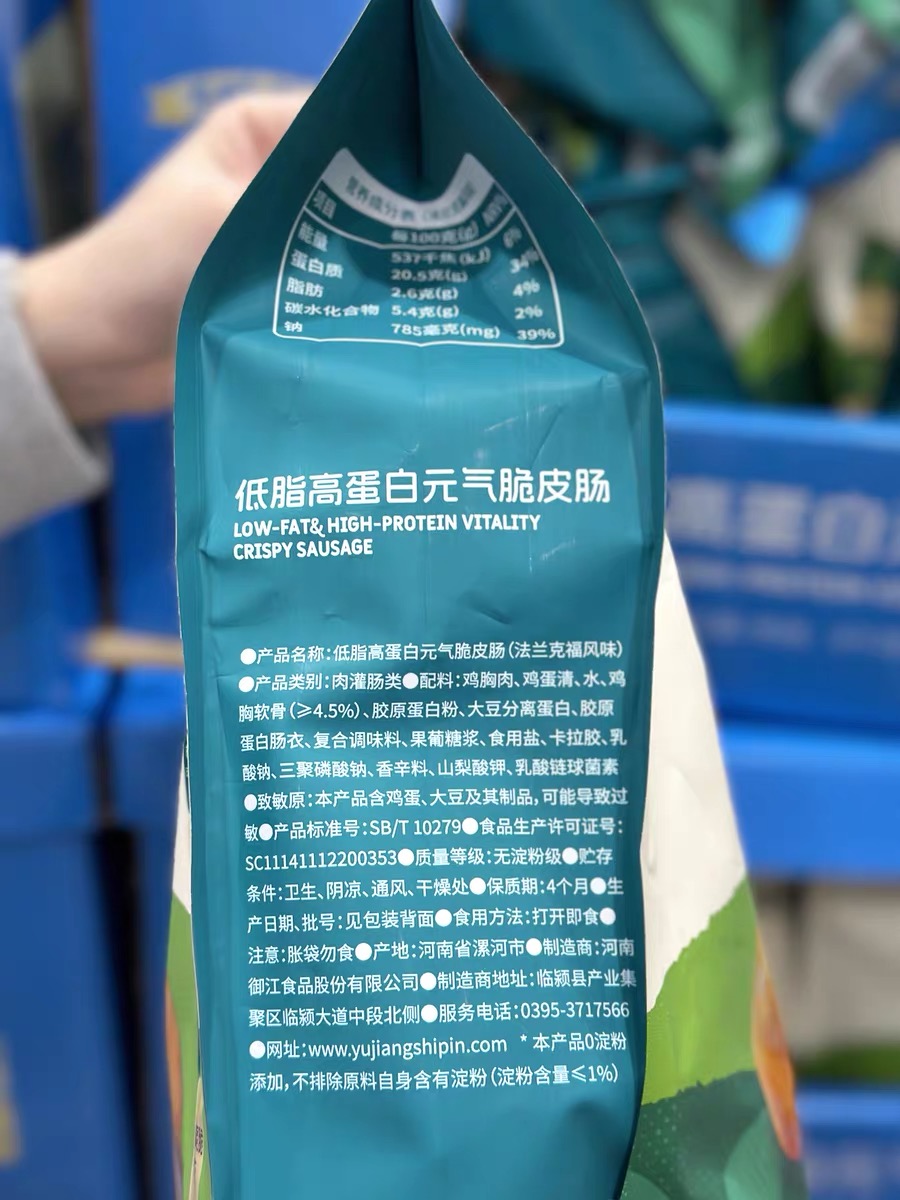 营养成分表
项目 每100克(g) NRV%
能量 537千焦(kJ) 6%
蛋白质 20.5克(g) 34%
脂肪 2.6克(g) 4%
碳水化合物 5.4克(g) 2%
钠 785毫克(mg) 39%
低脂高蛋白元气脆皮肠
LOW-FAT& HIGH-PROTEIN VITALITY
CRISPY SAUSAGE
●产品名称:低脂高蛋白元气脆皮肠(法兰克福风味)
●产品类别:肉灌肠类●配料:鸡胸肉、鸡蛋清、水、鸡
胸软骨(≥4.5%)、胶原蛋白粉、大豆分离蛋白、胶原
蛋白肠衣、复合调味料、果葡糖浆、食用盐、卡拉胶、乳
酸钠、三聚磷酸钠、香辛料、山梨酸钾、乳酸链球菌素
●致敏原:本产品含鸡蛋、大豆及其制品,可能导致过
敏●产品标准号:SB/T 10279●食品生产许可证号:
SC11141112200353●质量等级:无淀粉级●贮存
条件:卫生、阴凉、通风、干燥处●保质期:4个月●生
产日期、批号:见包装背面●食用方法:打开即食●
注意:胀袋勿食●产地:河南省漯河市●制造商:河南
御江食品股份有限公司●制造商地址:临颍县产业集
聚区临颍大道中段北侧●服务电话:0395-3717566
●网址:www.yujiangshipin.com *本产品0淀粉
添加,不排除原料自身含有淀粉(淀粉含量≤1%)
高蛋白